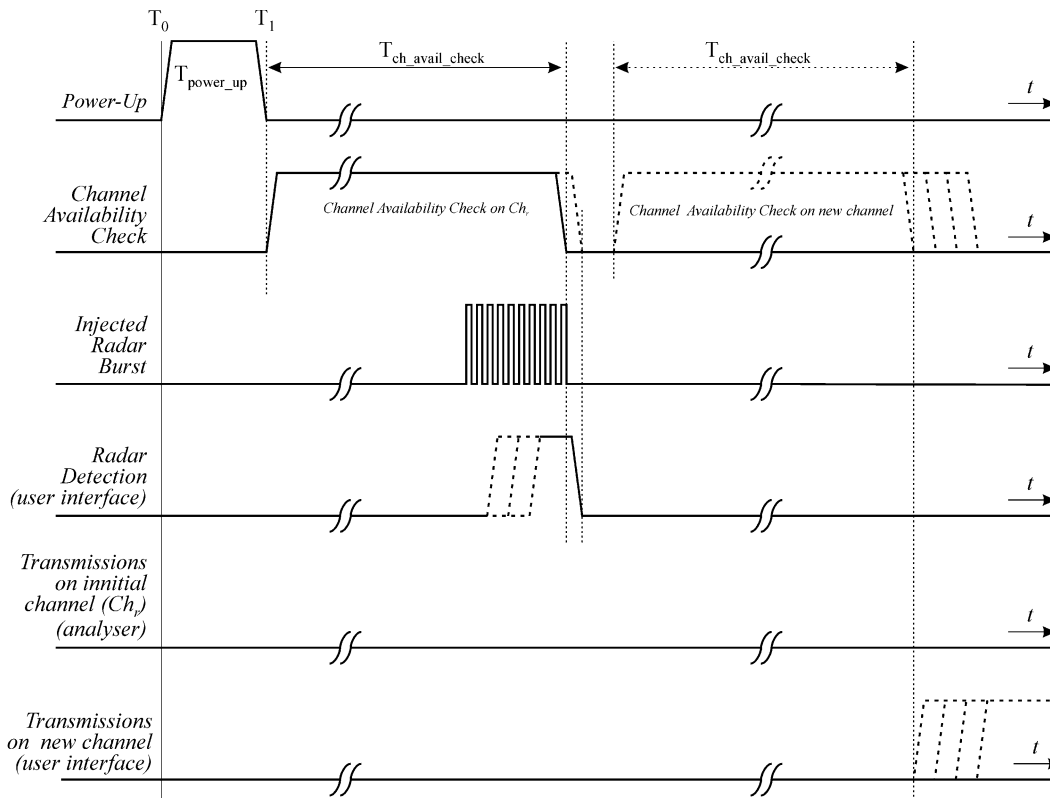 T0
T1
Tpower_up
Tch_avail_check
Tch_avail_check
Power-Up
t
Channel
Availability
Check
Channel Availability Check on Chr
Channel Availability Check on new channel
t
Injected
Radar
Burst
t
Radar
Detection
(user interface)
t
Transmissions
on innitial
channel (Chr)
(analyser)
t
Transmissions
on new channel
(user interface)
t